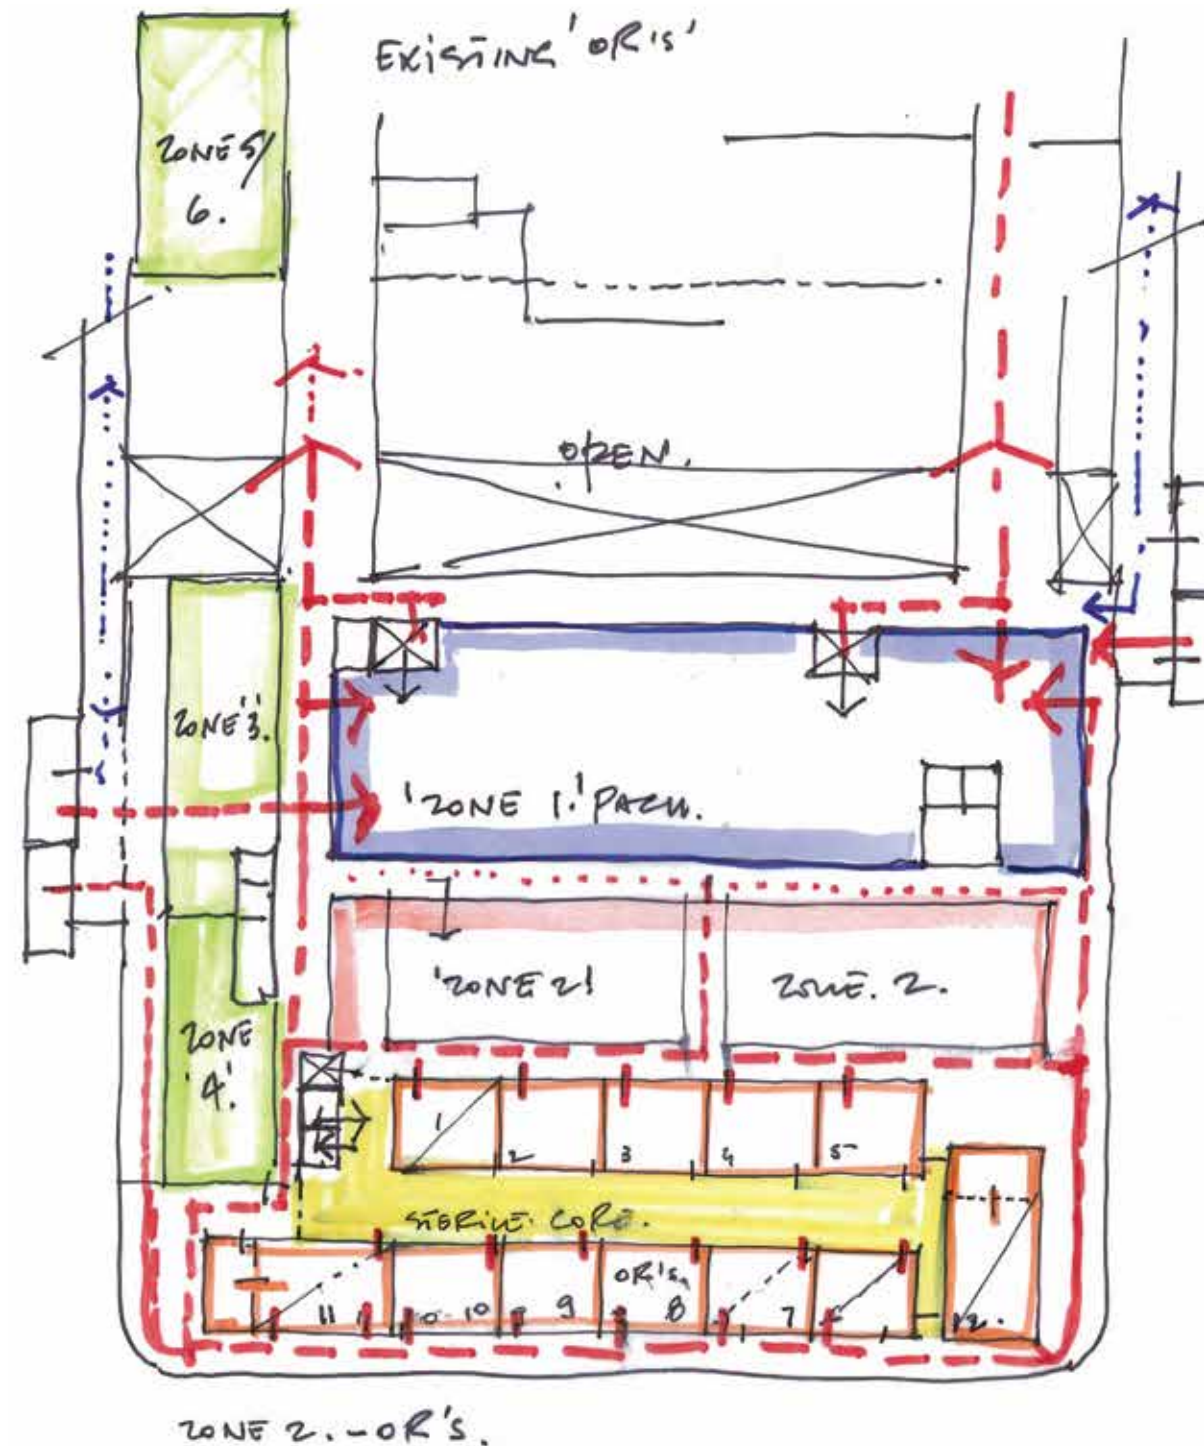 EXISTING 'OR'S'
ZONE 5/
6.
OPEN.
ZONE '3'.
'ZONE 1.' PACU.
'ZONE 2'
ZONE. 2.
ZONE
'4'.
1
2
3
4
5
STERILE CORE.
OR'S.
11
10
9
8
7
6
12.
ZONE 2. - OR'S.